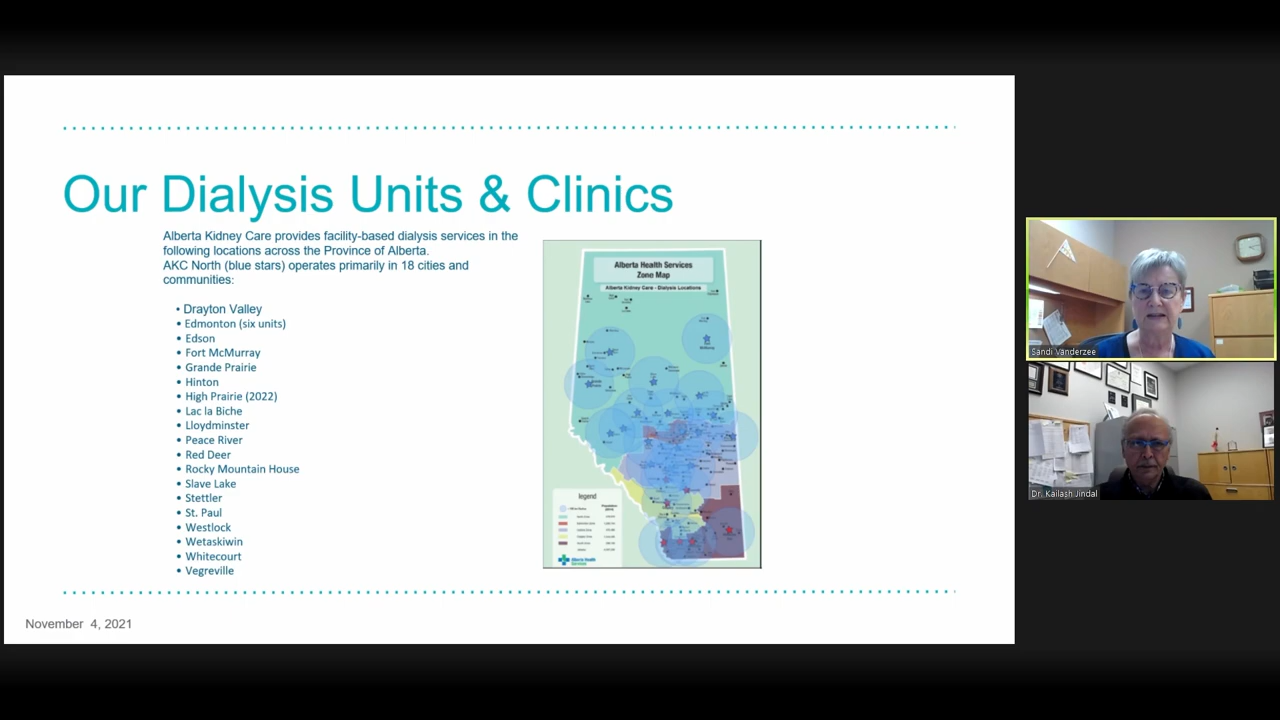 Our Dialysis Units & Clinics
Alberta Kidney Care provides facility-based dialysis services in the
following locations across the Province of Alberta.
AKC North (blue stars) operates primarily in 18 cities and
communities:
• Drayton Valley
• Edmonton (six units)
• Edson
• Fort McMurray
• Grande Prairie
• Hinton
• High Prairie (2022)
• Lac la Biche
• Lloydminster
• Peace River
• Red Deer
• Rocky Mountain House
• Slave Lake
• Stettler
• St. Paul
• Westlock
• Wetaskiwin
• Whitecourt
• Vegreville
Alberta Health Services
Zone Map
Alberta Kidney Care - Dialysis Locations
legend
November 4, 2021
Sandi Vanderzee
Dr. Kailash Jindal